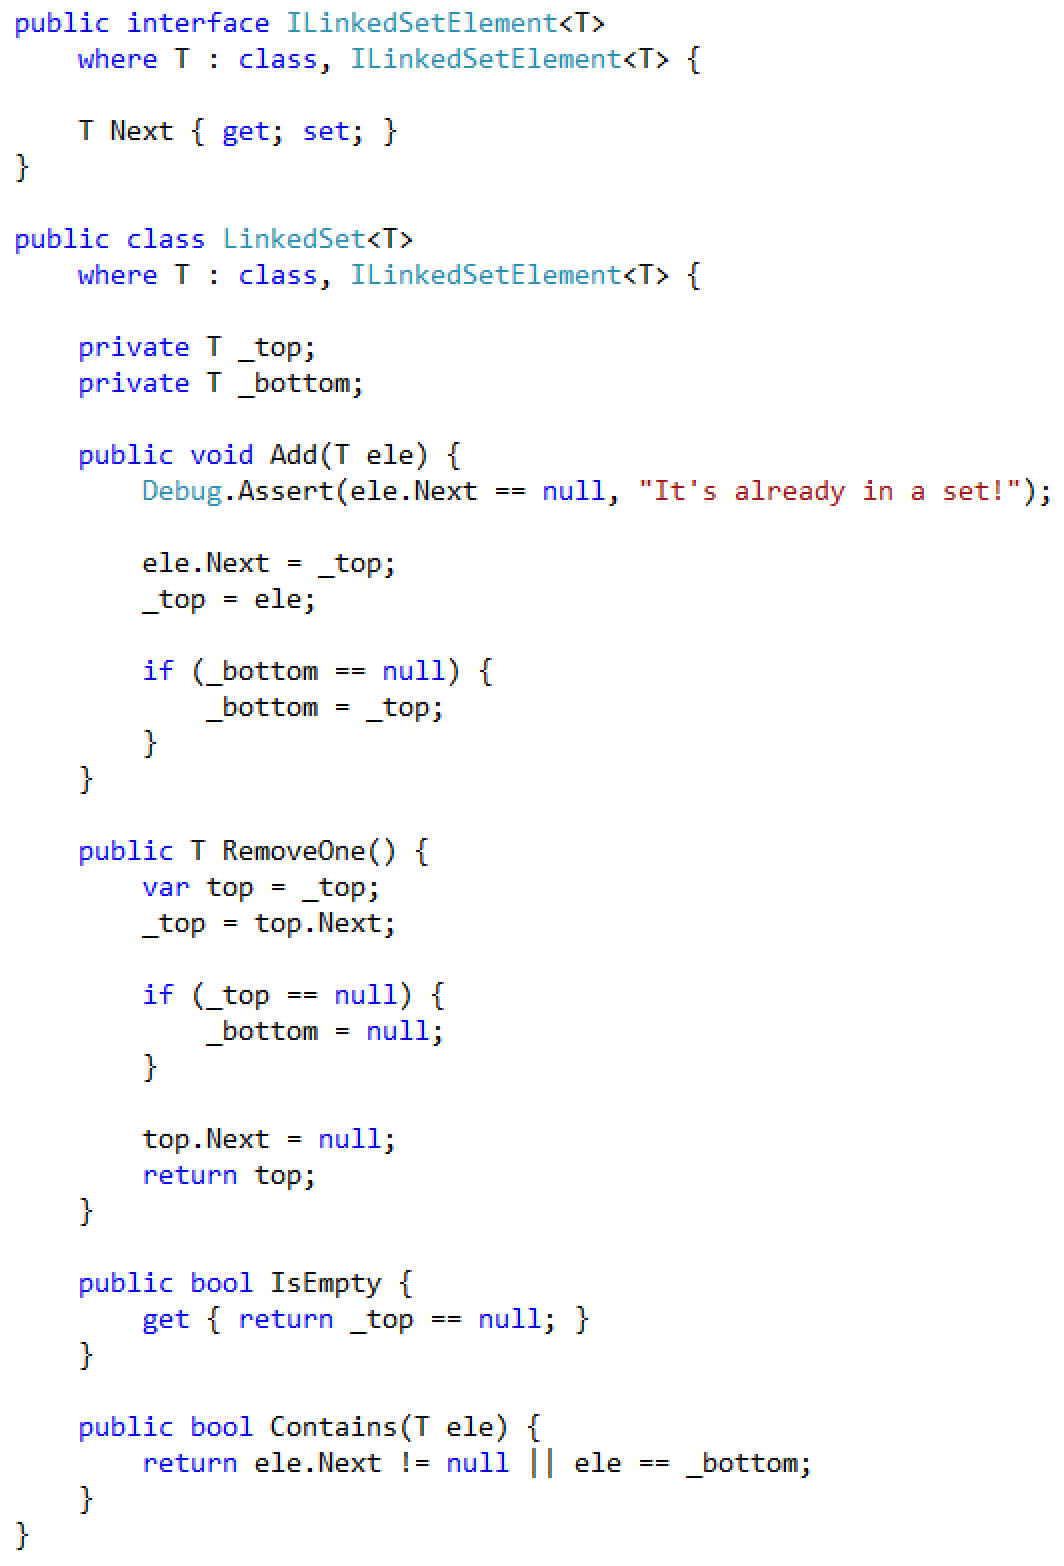 public interface ILinkedSetElement<T>
    where T : class, ILinkedSetElement<T> {

    T Next { get; set; }
}

public class LinkedSet<T>
    where T : class, ILinkedSetElement<T> {

    private T _top;
    private T _bottom;

    public void Add(T ele) {
        Debug.Assert(ele.Next == null, "It's already in a set!");

        ele.Next = _top;
        _top = ele;

        if (_bottom == null) {
            _bottom = _top;
        }
    }

    public T RemoveOne() {
        var top = _top;
        _top = top.Next;

        if (_top == null) {
            _bottom = null;
        }

        top.Next = null;
        return top;
    }

    public bool IsEmpty {
        get { return _top == null; }
    }

    public bool Contains(T ele) {
        return ele.Next != null || ele == _bottom;
    }
}